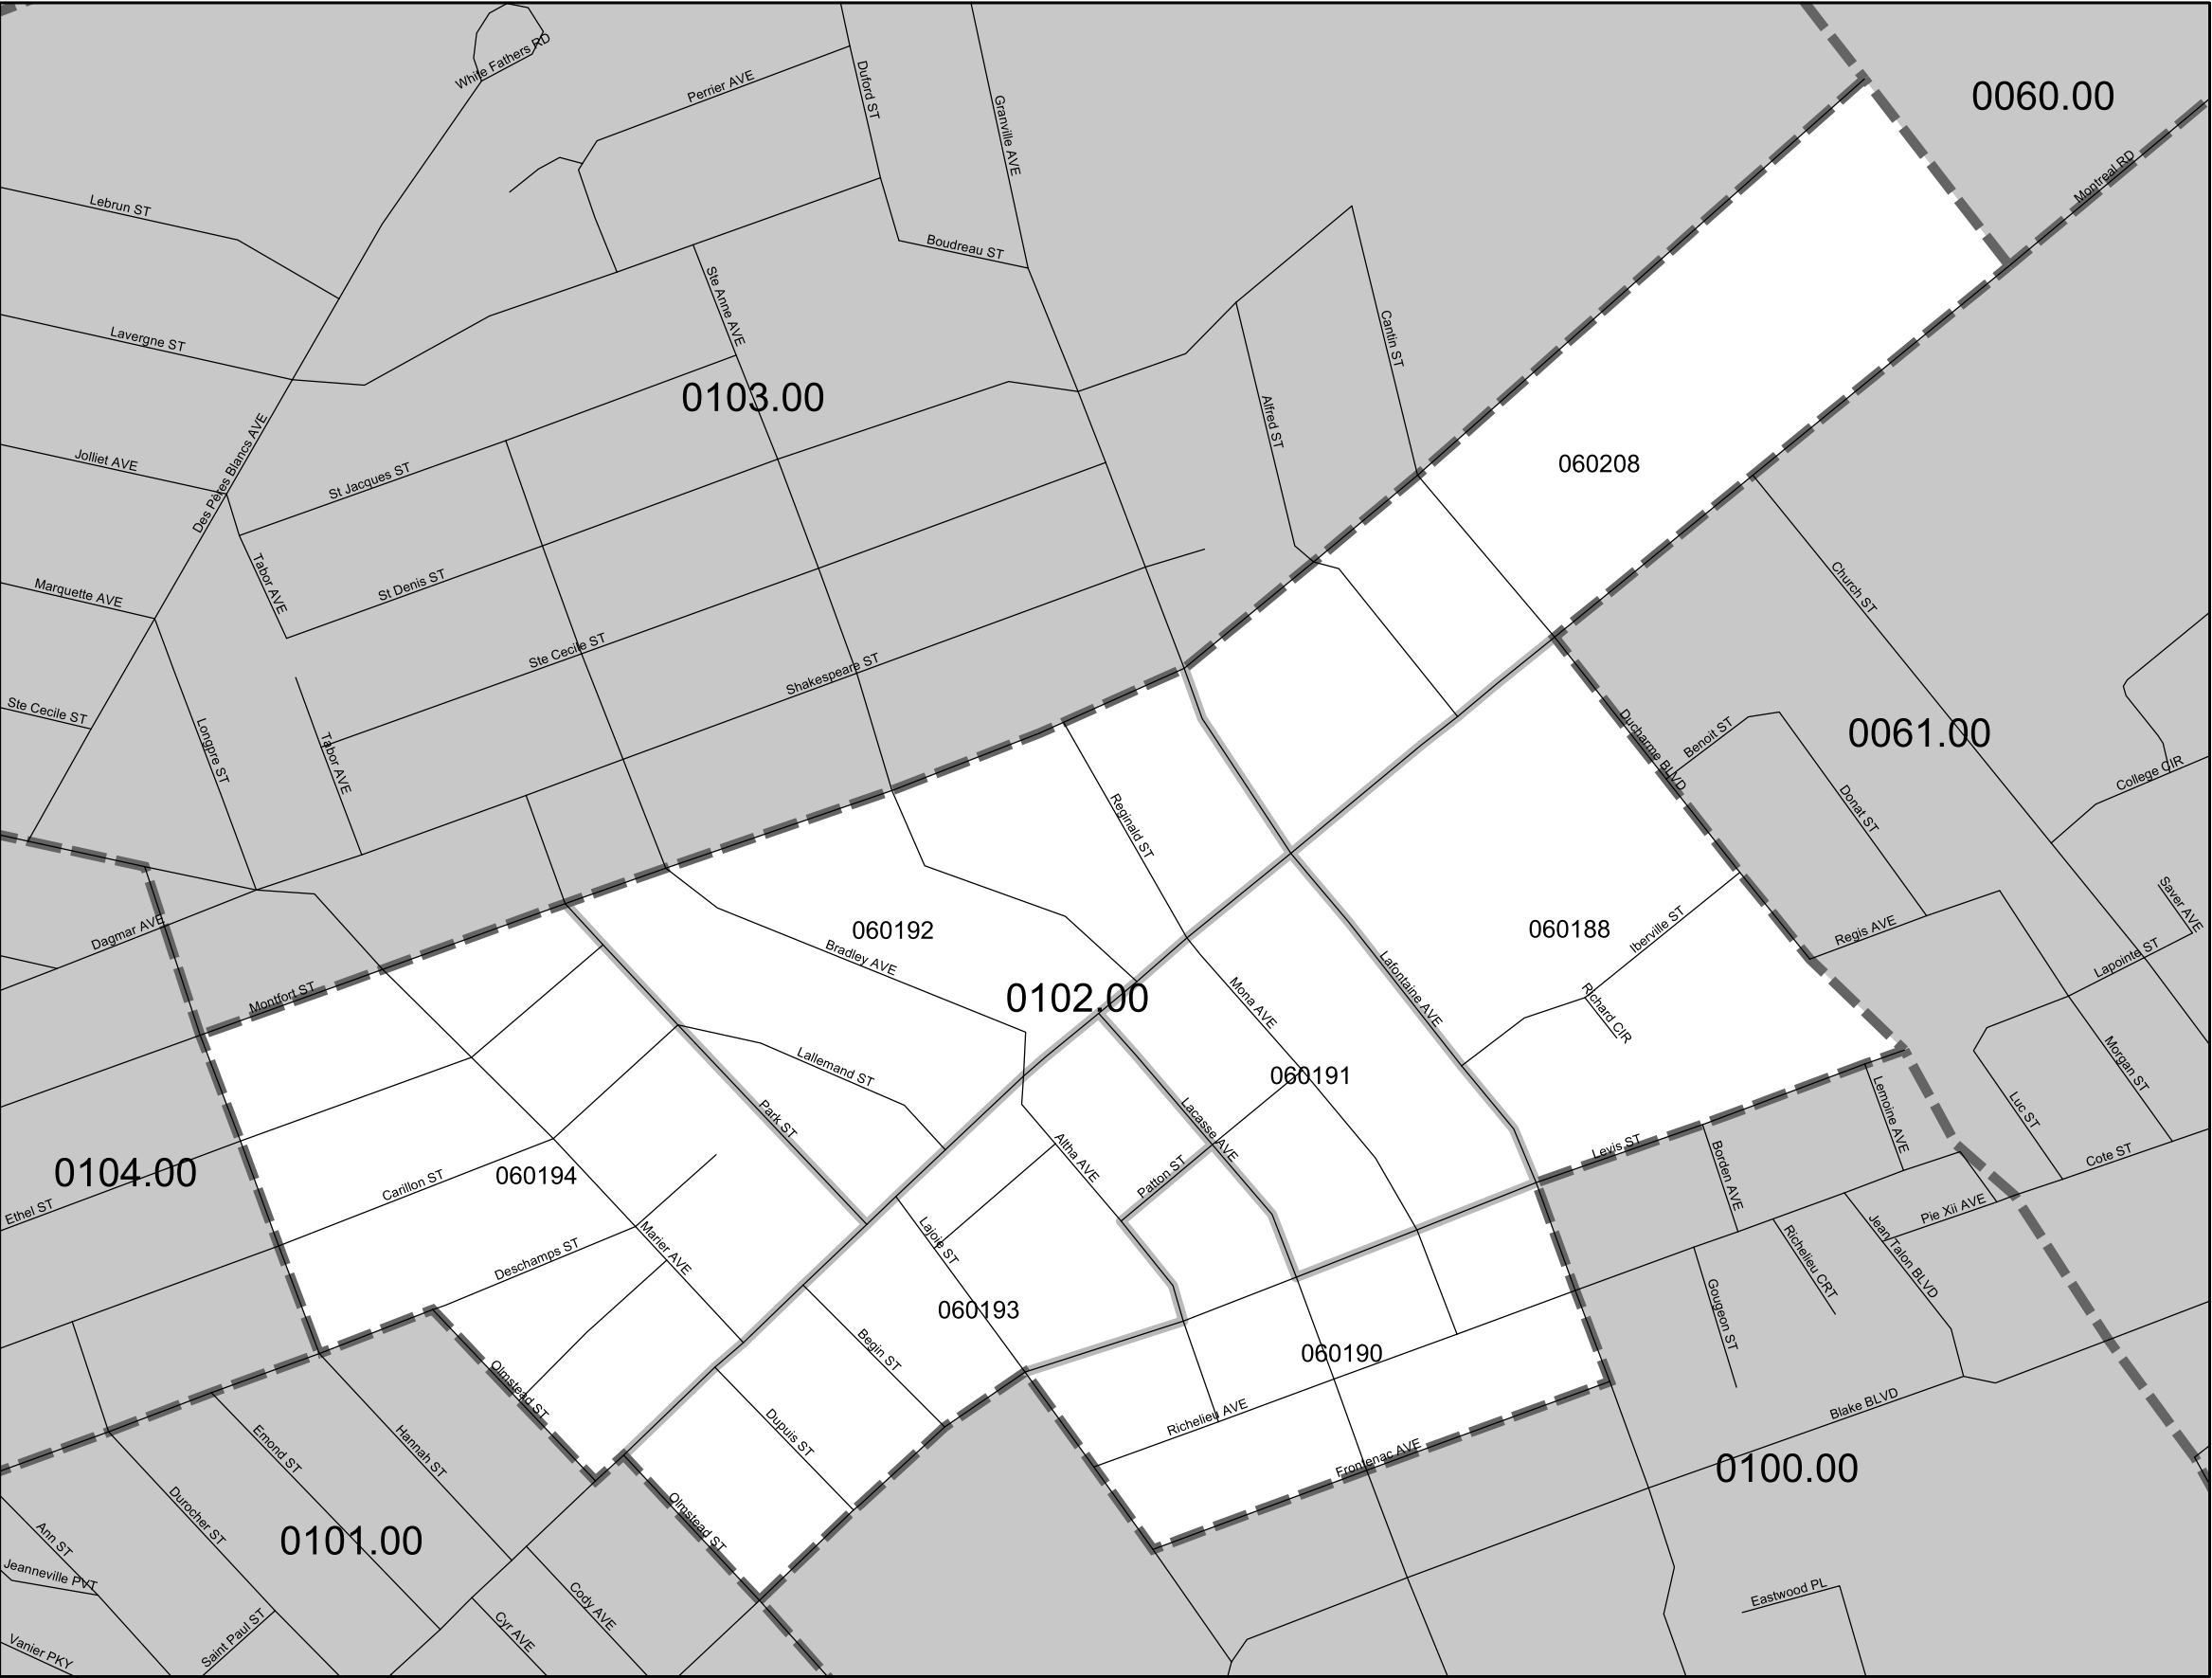 White Fathers RD
Perrier AVE
Duford ST
Granville AVE
0060.00
Montreal RD
Lebrun ST
Boudreau ST
Ste Anne AVE
Lavergne ST
Cantin ST
0103.00
Alfred ST
Jolliet AVE
St Jacques ST
Des Pères Blancs AVE
060208
Marquette AVE
Tabor AVE
St Denis ST
Church ST
Ste Cecile ST
Shakespeare ST
Ste Cecile ST
Longpre ST
Tabor AVE
Ducharme BLVD
Benoit ST
0061.00
College CIR
Donat ST
Reginald ST
Dagmar AVE
060192
Bradley AVE
060188
Iberville ST
Regis AVE
Saver AVE
Lapointe ST
Montfort ST
0102.00
Mona AVE
Lafontaine AVE
Richard CIR
Lallemand ST
060191
Morgan ST
Park ST
Lacasse AVE
Luc ST
Lemoine AVE
0104.00
060194
Altha AVE
Patton ST
Levis ST
Borden AVE
Cote ST
Carillon ST
Ethel ST
Pie Xii AVE
Marier AVE
Lajoie ST
Jean Talon BLVD
Deschamps ST
Richelieu CRT
060193
Gougeon ST
Begin ST
060190
Olmstead ST
Richelieu AVE
Blake BLVD
Dupuis ST
Emond ST
Hannah ST
Frontenac AVE
0100.00
Durocher ST
Olmstead ST
Ann ST
0101.00
Jeanneville PVT
Cody AVE
Eastwood PL
Saint Paul ST
Cyr AVE
Vanier PKY